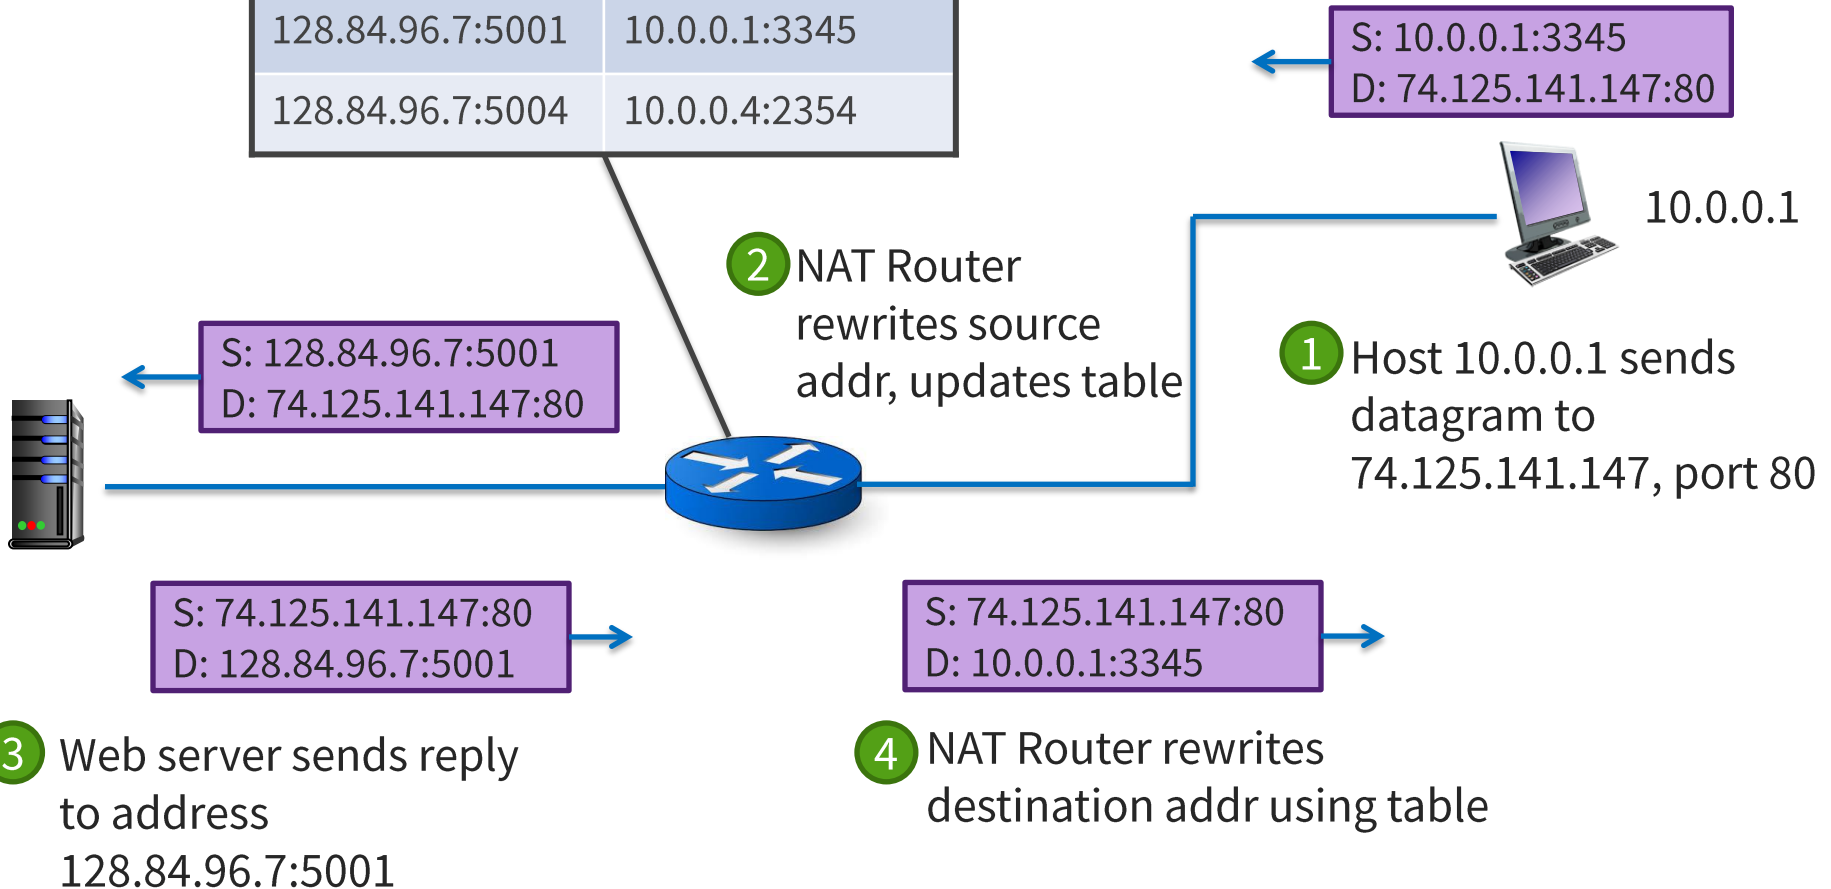 128.84.96.7:5001 10.0.0.1:3345
128.84.96.7:5004 10.0.0.4:2354
S: 10.0.0.1:3345
D: 74.125.141.147:80
10.0.0.1
2 NAT Router
rewrites source
addr, updates table
1 Host 10.0.0.1 sends
datagram to
74.125.141.147, port 80
S: 128.84.96.7:5001
D: 74.125.141.147:80
S: 74.125.141.147:80
D: 128.84.96.7:5001
S: 74.125.141.147:80
D: 10.0.0.1:3345
3 Web server sends reply
to address
128.84.96.7:5001
4 NAT Router rewrites
destination addr using table